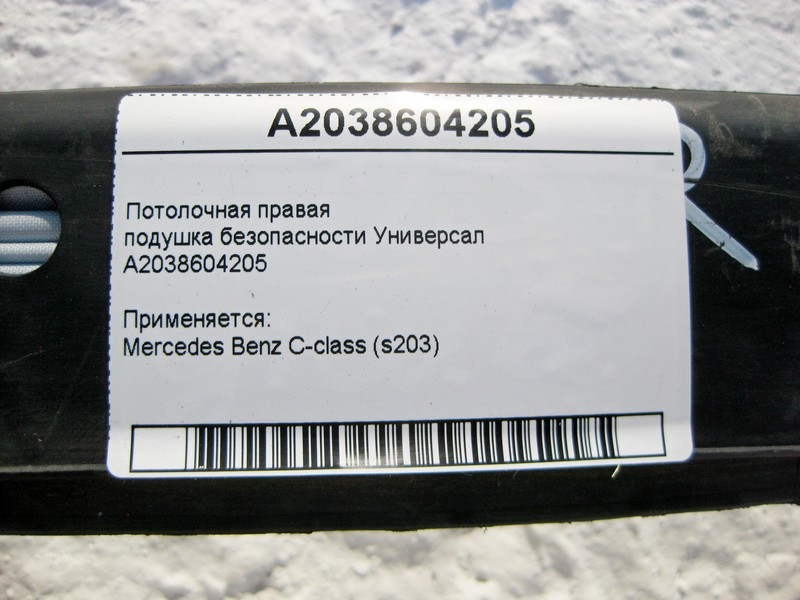 A2038604205
Потолочная правая
подушка безопасности Универсал
A2038604205
Применяется:
Mercedes Benz C-class (s203)
R